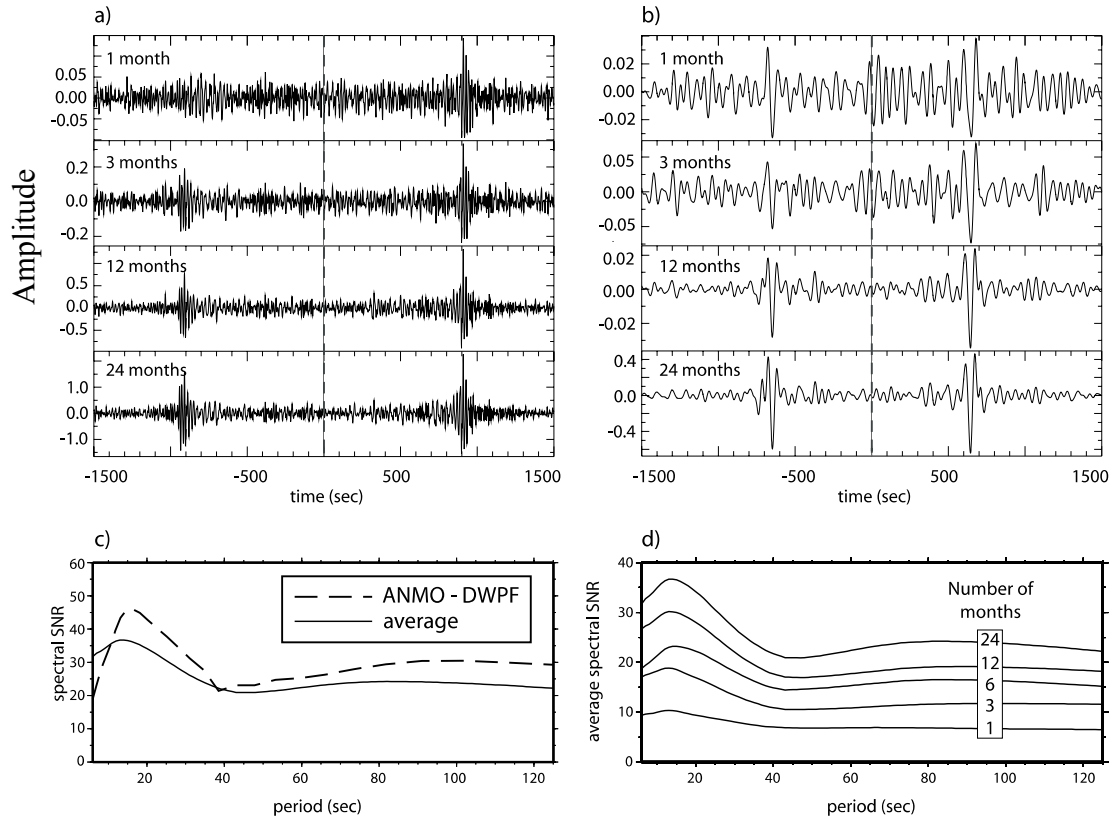 a)
1 month
0.05
0.00
-0.05
3 months
0.2
0.0
-0.2
12 months
0.5
0.0
-0.5
24 months
1.0
0.0
-1.0
-1500 -500 500 1500
time (sec)
Amplitude
b)
1 month
0.02
0.00
-0.02
3 months
0.05
0.00
-0.05
12 months
0.02
0.00
-0.02
24 months
0.4
0.0
-0.4
-1500 -500 500 1500
time (sec)
c)
60
50
40
30
20
10
0
spectral SNR
ANMO - DWPF
average
20 40 60 80 100 120
period (sec)
d)
40
30
20
10
0
average spectral SNR
Number of
months
24
12
6
3
1
20 40 60 80 100 120
period (sec)